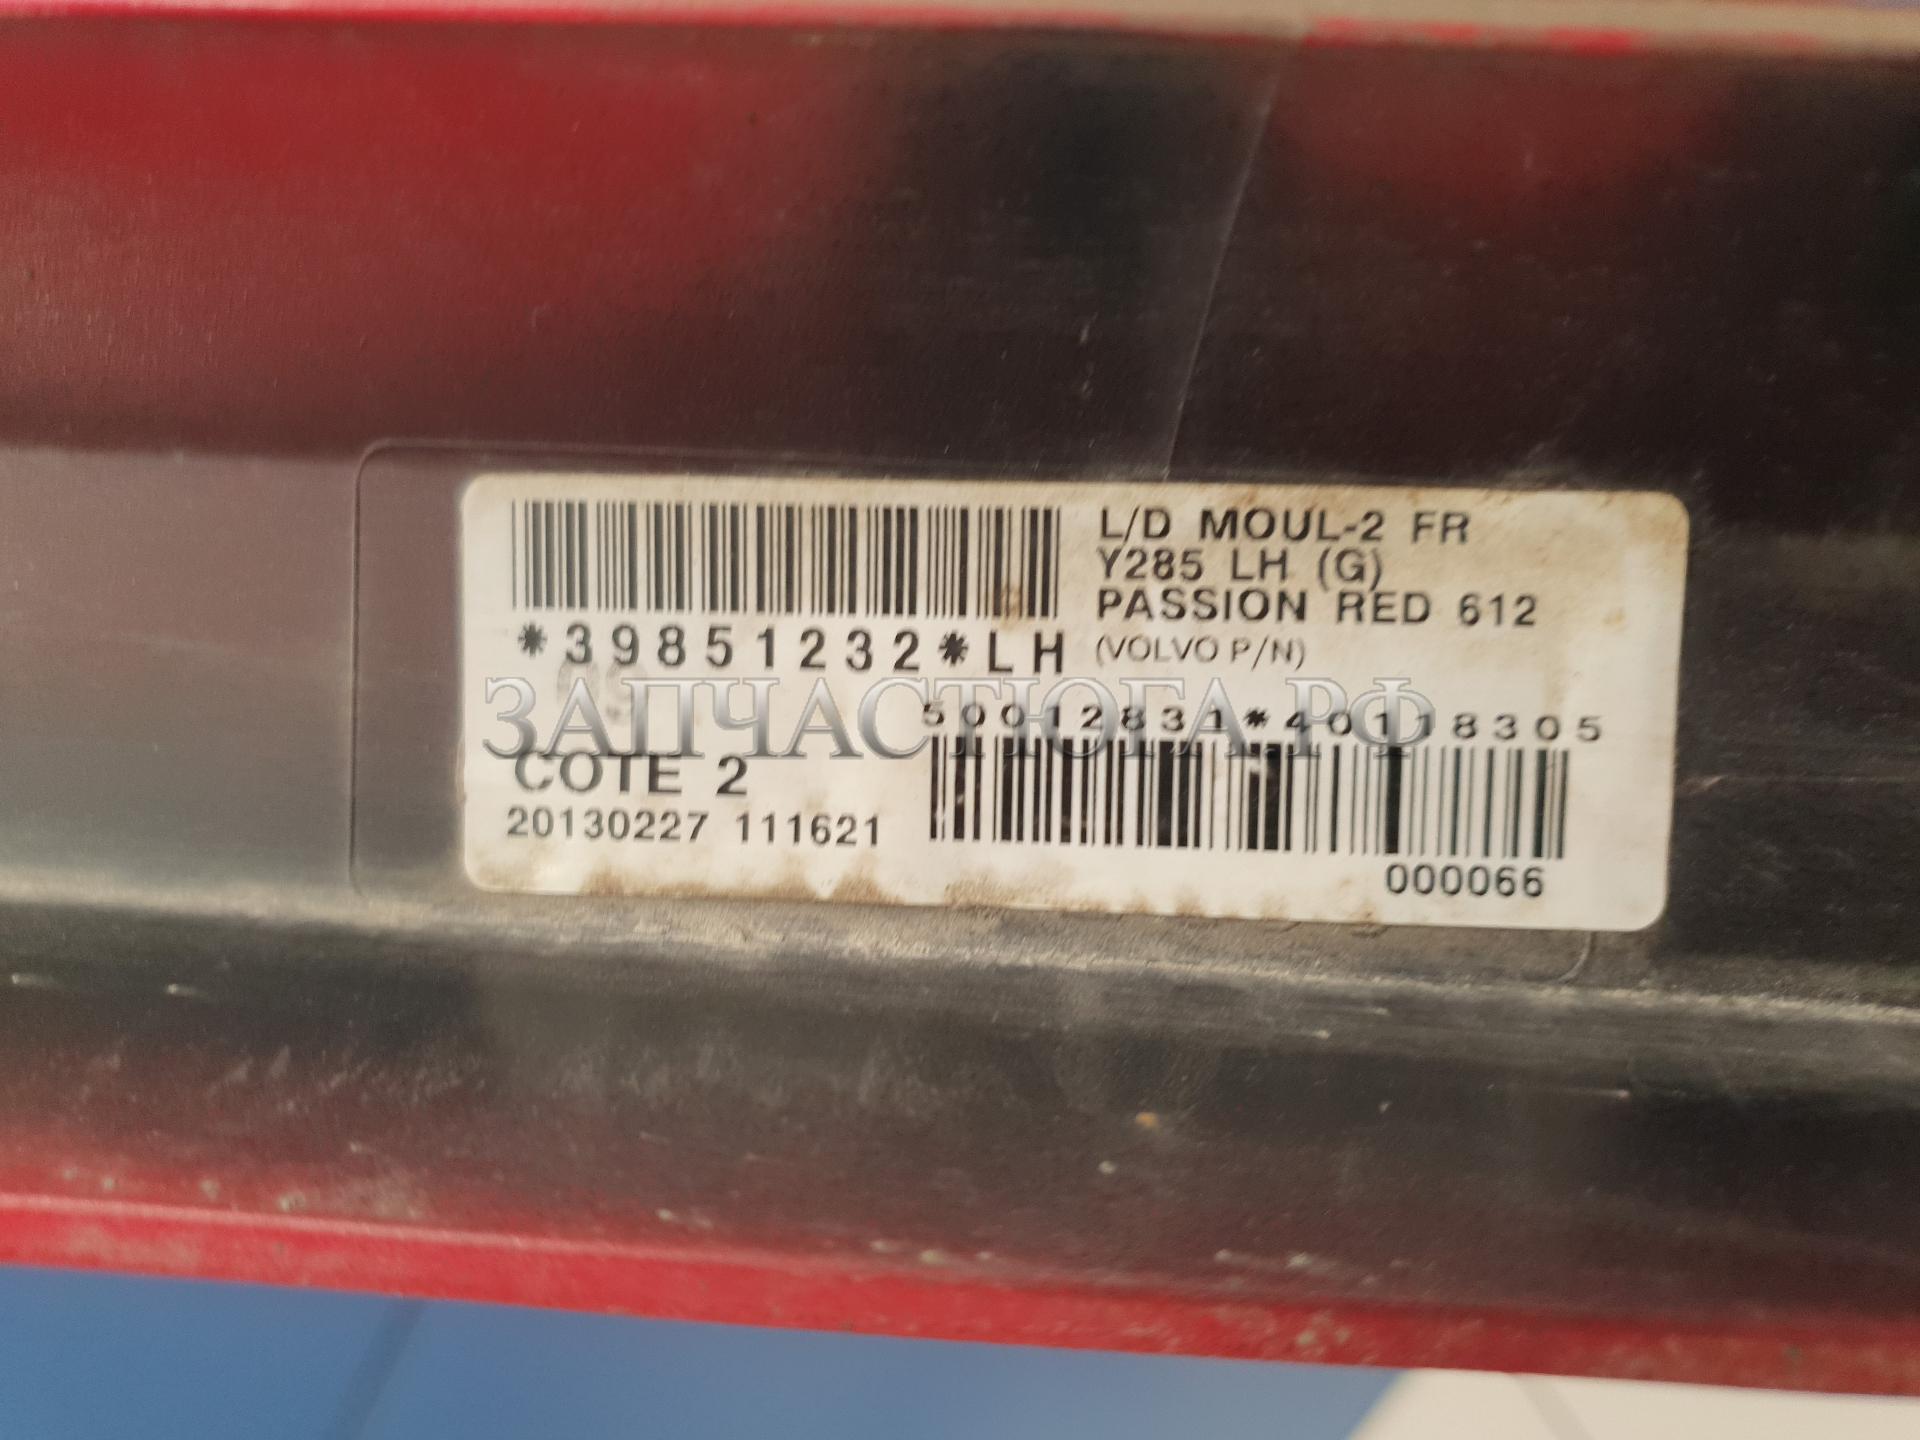 L/D MOUL-2 FR
Y285 LH (G)
PASSION RED 612
*39851232*LH (VOLVO P/N)
ЗАПЧАСТЮГА.РФ
50012831*40118305
COTE 2
20130227 111621
000066